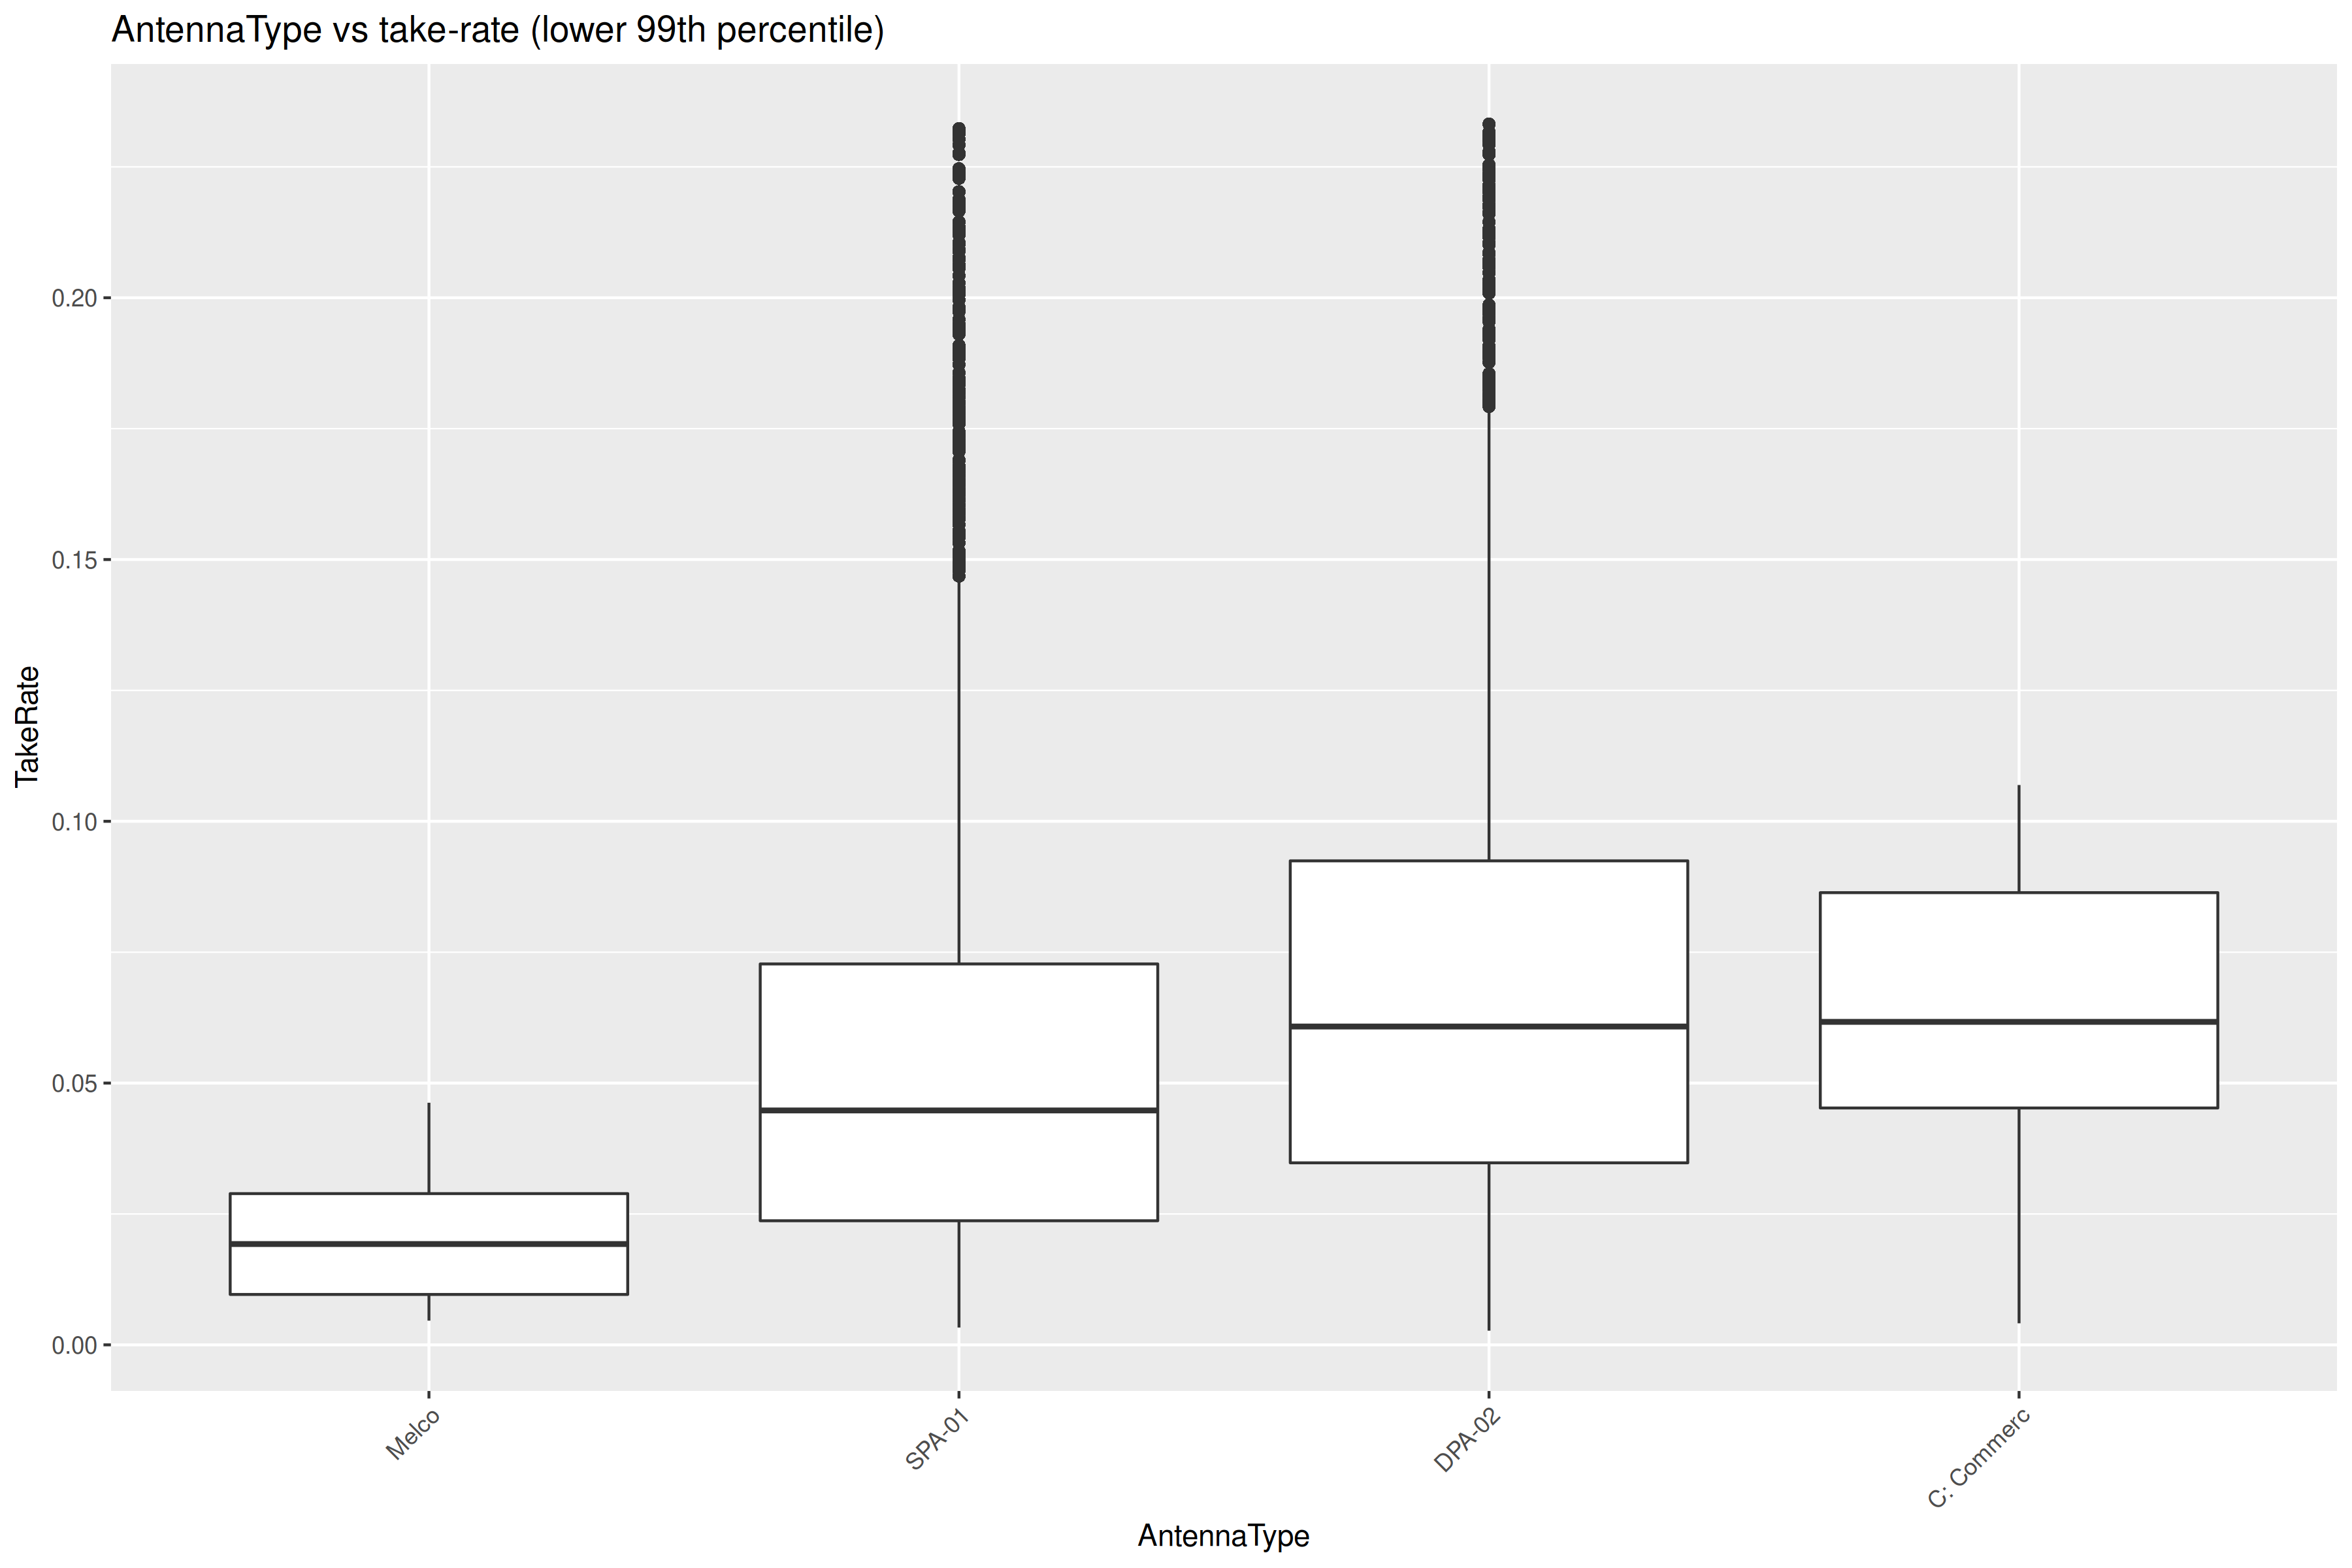 AntennaType vs take-rate (lower 99th percentile)
TakeRate
0.20
0.15
0.10
0.05
0.00
Melco
SPA-01
DPA-02
C: Commerc
AntennaType